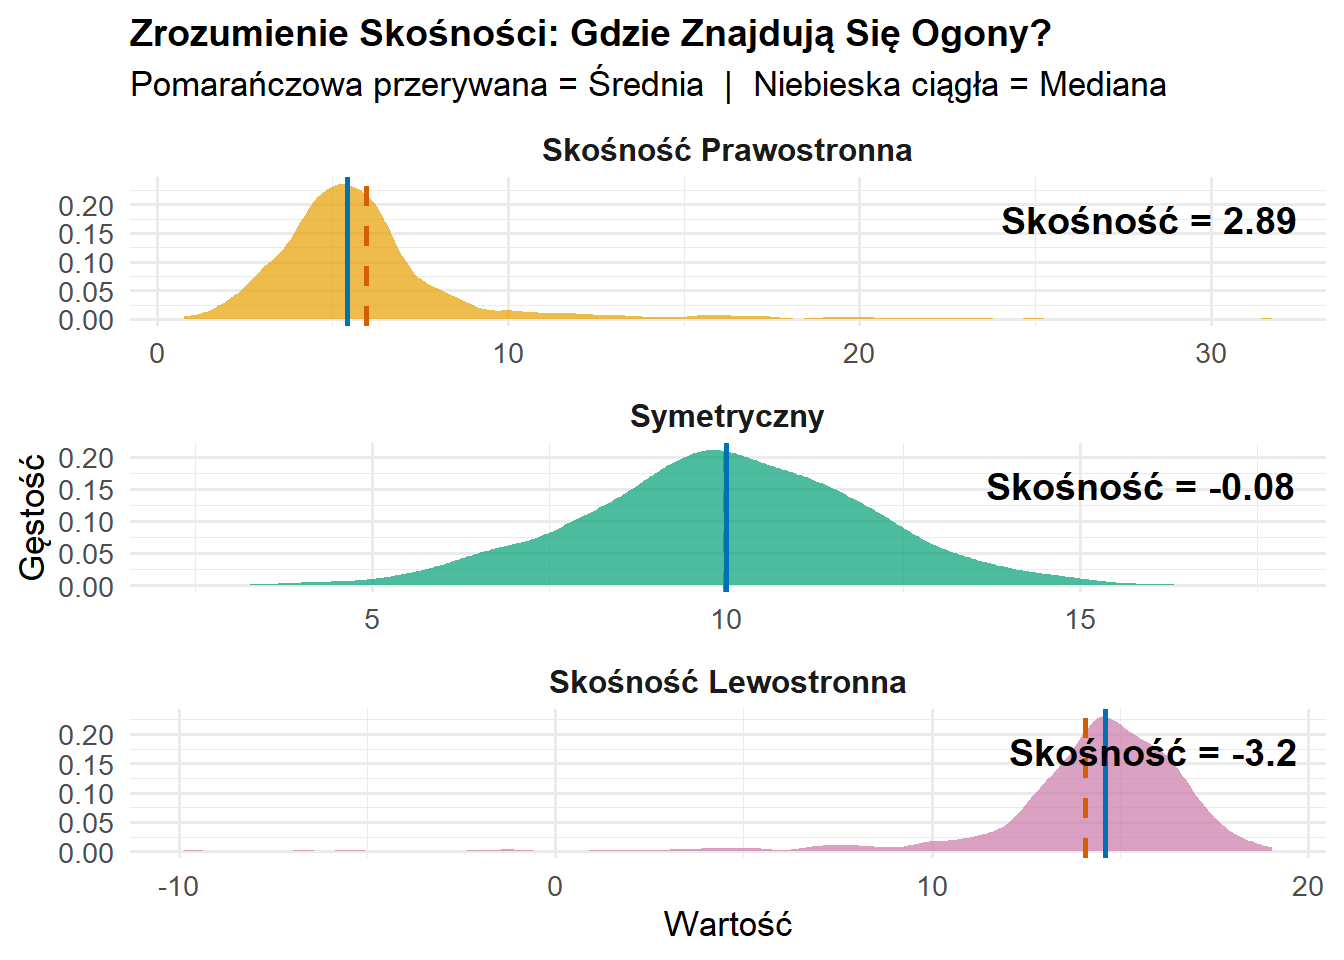 Zrozumienie Skośności: Gdzie Znajdują Się Ogony?
Pomarańczowa przerywana = Średnia | Niebieska ciągła = Mediana
Skośność Prawostronna
0.20
0.15
0.10
0.05
0.00
Skośność = 2.89
0 10 20 30
Symetryczny
Gęstość
0.20
0.15
0.10
0.05
0.00
Skośność = -0.08
5 10 15
Skośność Lewostronna
0.20
0.15
0.10
0.05
0.00
Skośność = -3.2
-10 0 10 20
Wartość